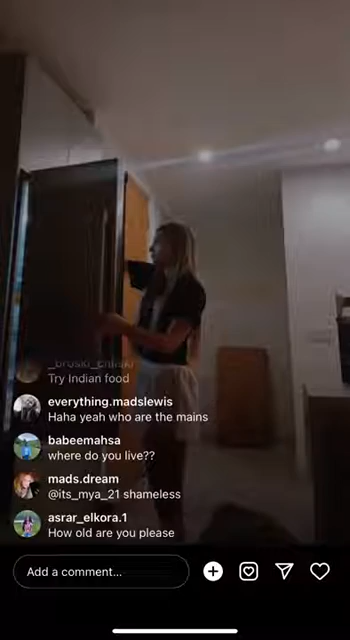 Try Indian food
everything.madslewis
Haha yeah who are the mains
babeemahsa
where do you live??
mads.dream
@its_mya_21 shameless
asrar_elkora.1
How old are you please
Add a comment...